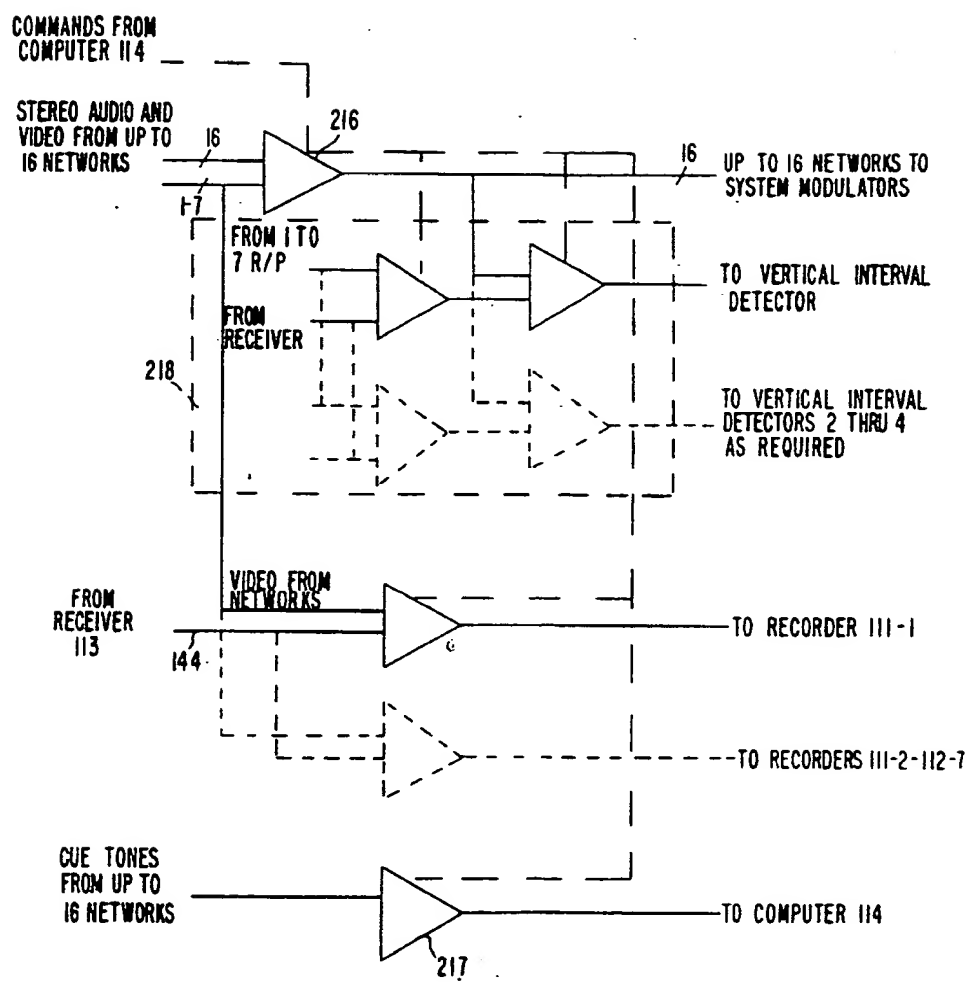 COMMANDS FROM
COMPUTER 114
STEREO AUDIO AND
VIDEO FROM UP TO
16 NETWORKS
16
1-7
216
16
UP TO 16 NETWORKS TO
SYSTEM MODULATORS
FROM 1 TO
7 R/P
FROM
RECEIVER
TO VERTICAL INTERVAL
DETECTOR
218
TO VERTICAL INTERVAL
DETECTORS 2 THRU 4
AS REQUIRED
VIDEO FROM
NETWORKS
FROM
RECEIVER
113
144
TO RECORDER 111-1
TO RECORDERS 111-2-112-7
CUE TONES
FROM UP TO
16 NETWORKS
TO COMPUTER 114
217